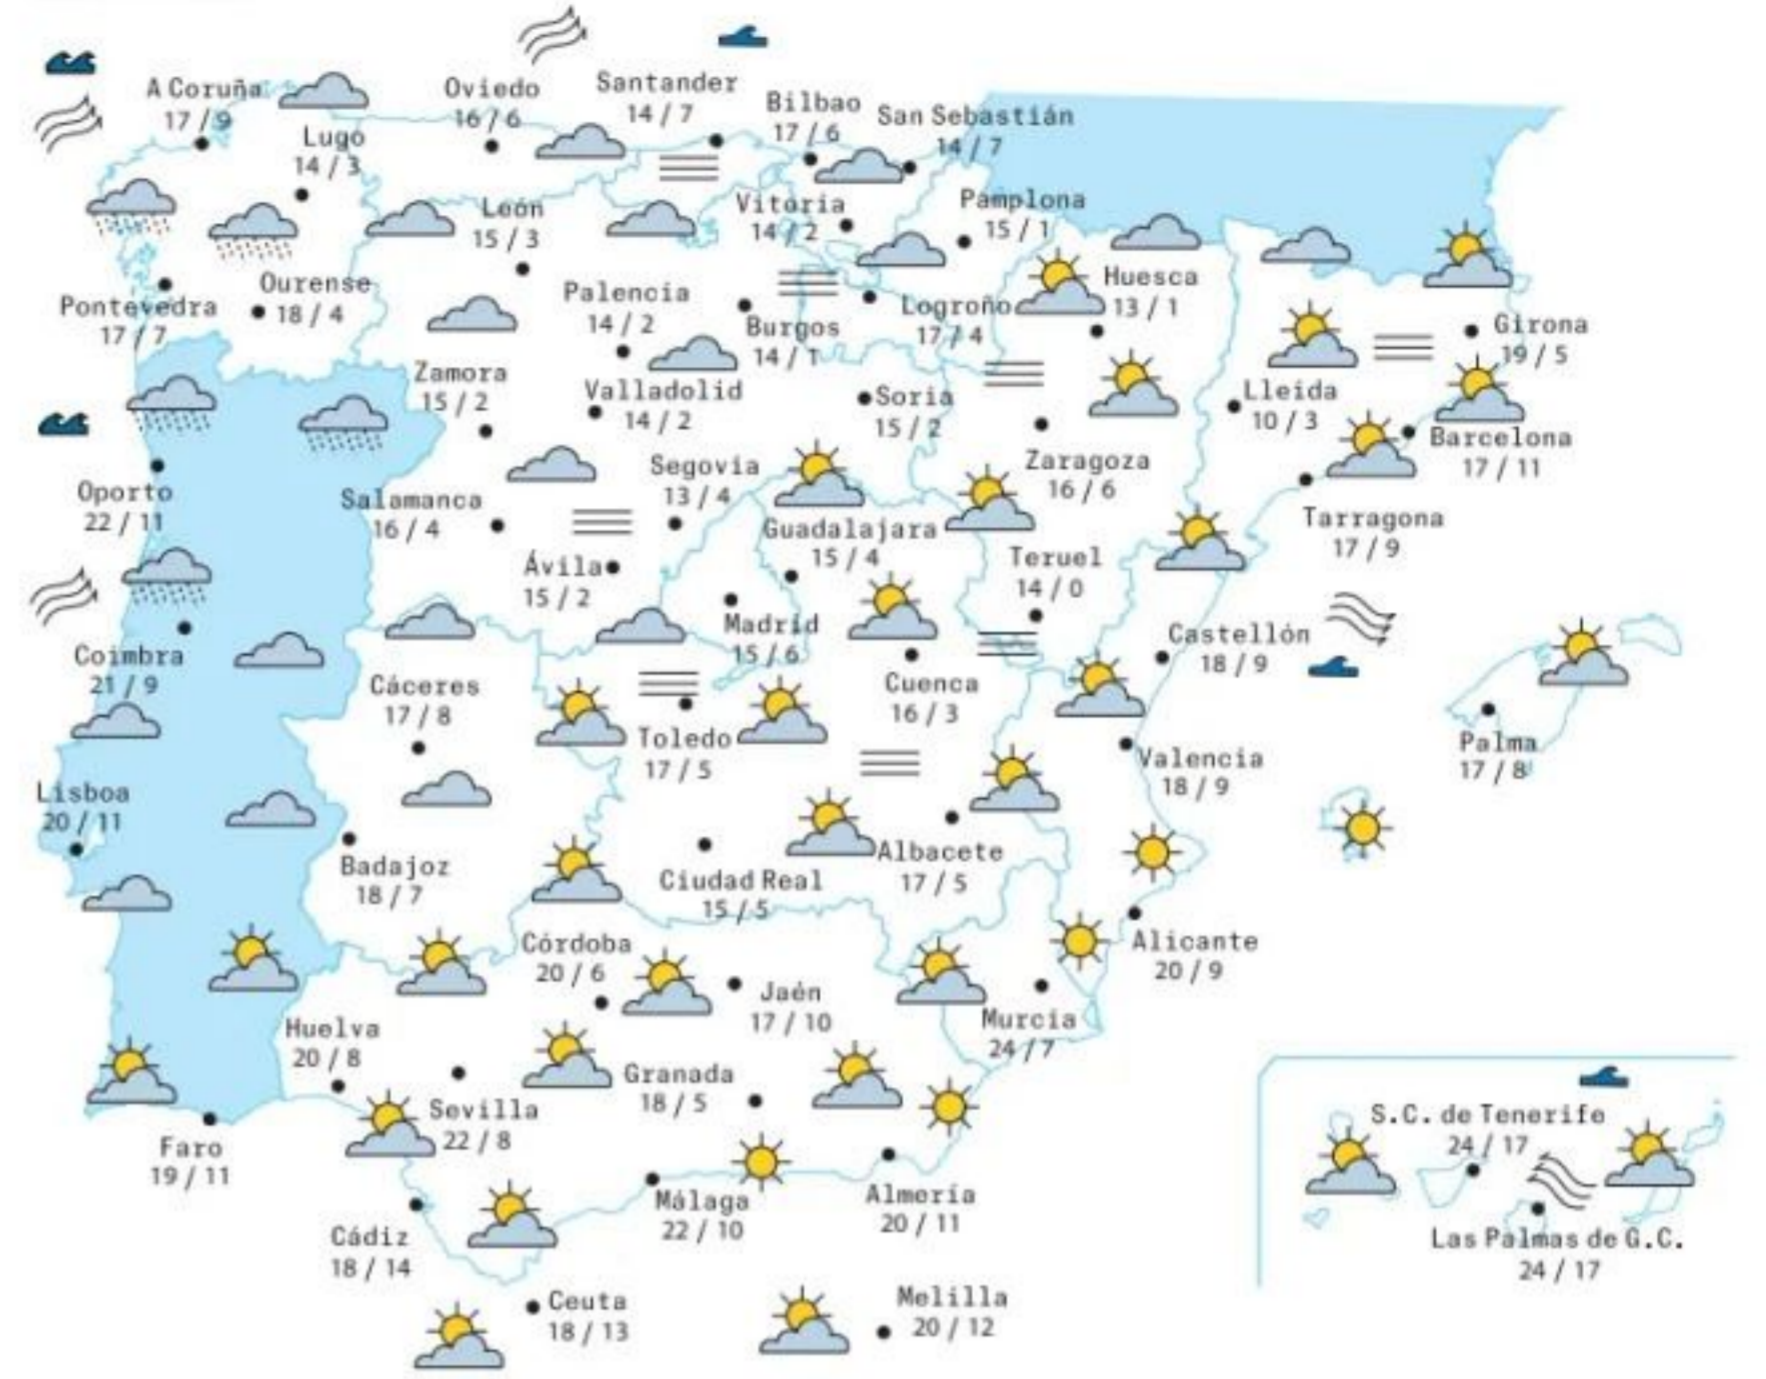 A Coruña
17 / 9
Lugo
14 / 3
Oviedo
16 / 6
Santander
14 / 7
Bilbao
17 / 6
San Sebastián
14 / 7
León
15 / 3
Vitoria
14 / 2
Pamplona
15 / 1
Pontevedra
17 / 7
Ourense
18 / 4
Palencia
14 / 2
Burgos
14 / 1
Logroño
17 / 4
Huesca
13 / 1
Girona
19 / 5
Zamora
15 / 2
Valladolid
14 / 2
Soria
15 / 2
Lleida
10 / 3
Barcelona
17 / 11
Oporto
22 / 11
Salamanca
16 / 4
Segovia
13 / 4
Zaragoza
16 / 6
Tarragona
17 / 9
Ávila
15 / 2
Guadalajara
15 / 4
Teruel
14 / 0
Coimbra
21 / 9
Madrid
15 / 6
Castellón
18 / 9
Cáceres
17 / 8
Toledo
17 / 5
Cuenca
16 / 3
Valencia
18 / 9
Palma
17 / 8
Lisboa
20 / 11
Badajoz
18 / 7
Ciudad Real
15 / 5
Albacete
17 / 5
Alicante
20 / 9
Córdoba
20 / 6
Jaén
17 / 10
Murcia
24 / 7
Huelva
20 / 8
Sevilla
22 / 8
Granada
18 / 5
Faro
19 / 11
Málaga
22 / 10
Almería
20 / 11
Cádiz
18 / 14
Ceuta
18 / 13
Melilla
20 / 12
S.C. de Tenerife
24 / 17
Las Palmas de G.C.
24 / 17